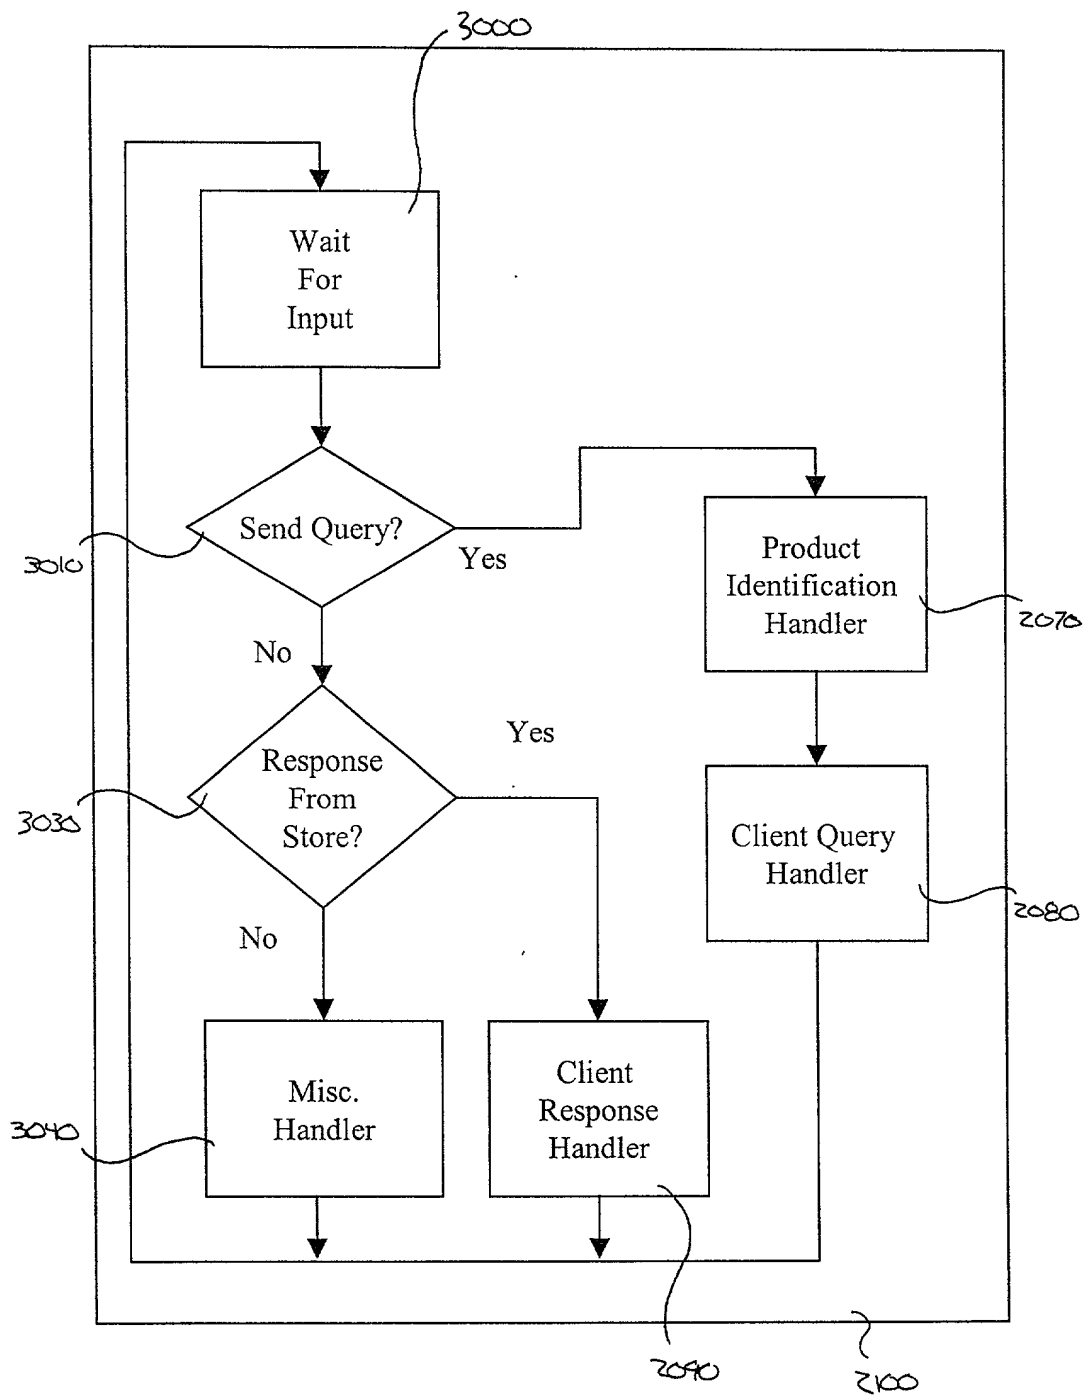 3000
Wait
For
Input
Send Query?
3010
Yes
Product
Identification
Handler
2070
No
Yes
Response
From
Store?
3030
Client Query
Handler
2080
No
Misc.
Handler
3040
Client
Response
Handler
2090
2100